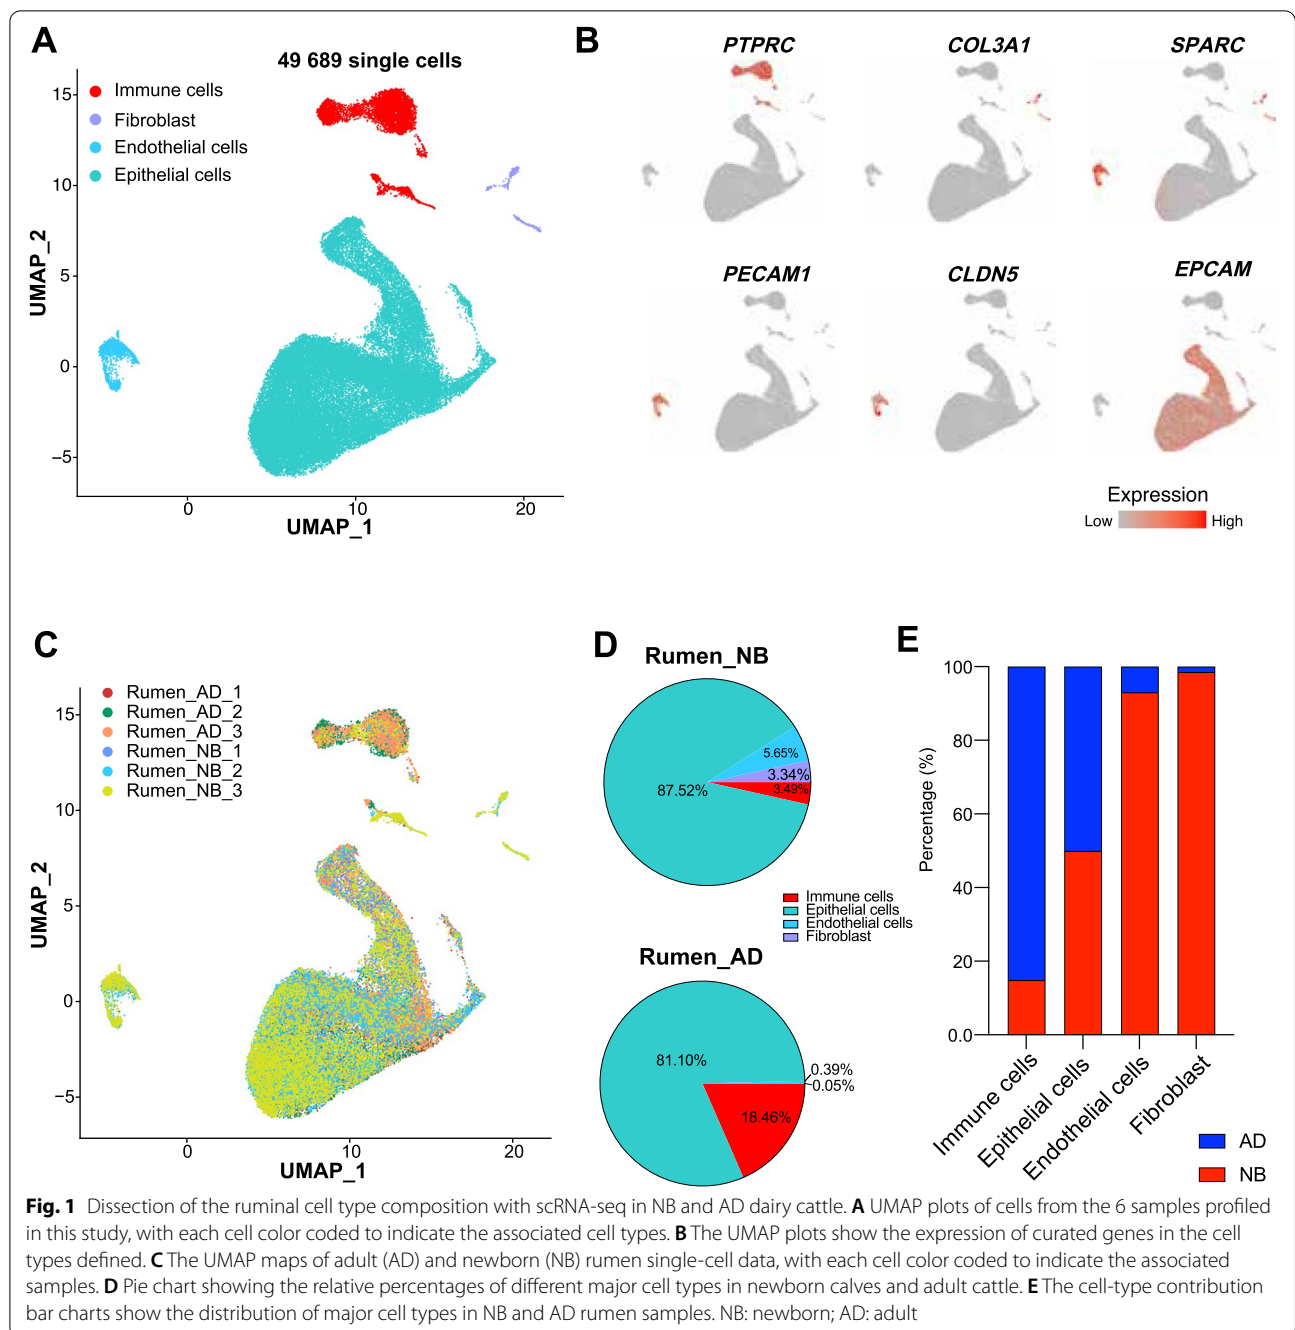 A
49 689 single cells
Immune cells
Fibroblast
Endothelial cells
Epithelial cells
15
10
5
0
−5
UMAP_2
0
10
20
UMAP_1
B
PTPRC
COL3A1
SPARC
PECAM1
CLDN5
EPCAM
Expression
Low
High
C
Rumen_AD_1
Rumen_AD_2
Rumen_AD_3
Rumen_NB_1
Rumen_NB_2
Rumen_NB_3
15
10
5
0
−5
UMAP_2
0
10
20
UMAP_1
D
Rumen_NB
5.65%
3.34%
3.49%
87.52%
Immune cells
Epithelial cells
Endothelial cells
Fibroblast
Rumen_AD
81.10%
0.39%
0.05%
18.46%
E
100
80
60
40
20
0.0
Percentage (%)
Immune cells
Epithelial cells
Endothelial cells
Fibroblast
AD
NB
Fig. 1 Dissection of the ruminal cell type composition with scRNA-seq in NB and AD dairy cattle. A UMAP plots of cells from the 6 samples profiled
in this study, with each cell color coded to indicate the associated cell types. B The UMAP plots show the expression of curated genes in the cell
types defined. C The UMAP maps of adult (AD) and newborn (NB) rumen single-cell data, with each cell color coded to indicate the associated
samples. D Pie chart showing the relative percentages of different major cell types in newborn calves and adult cattle. E The cell-type contribution
bar charts show the distribution of major cell types in NB and AD rumen samples. NB: newborn; AD: adult